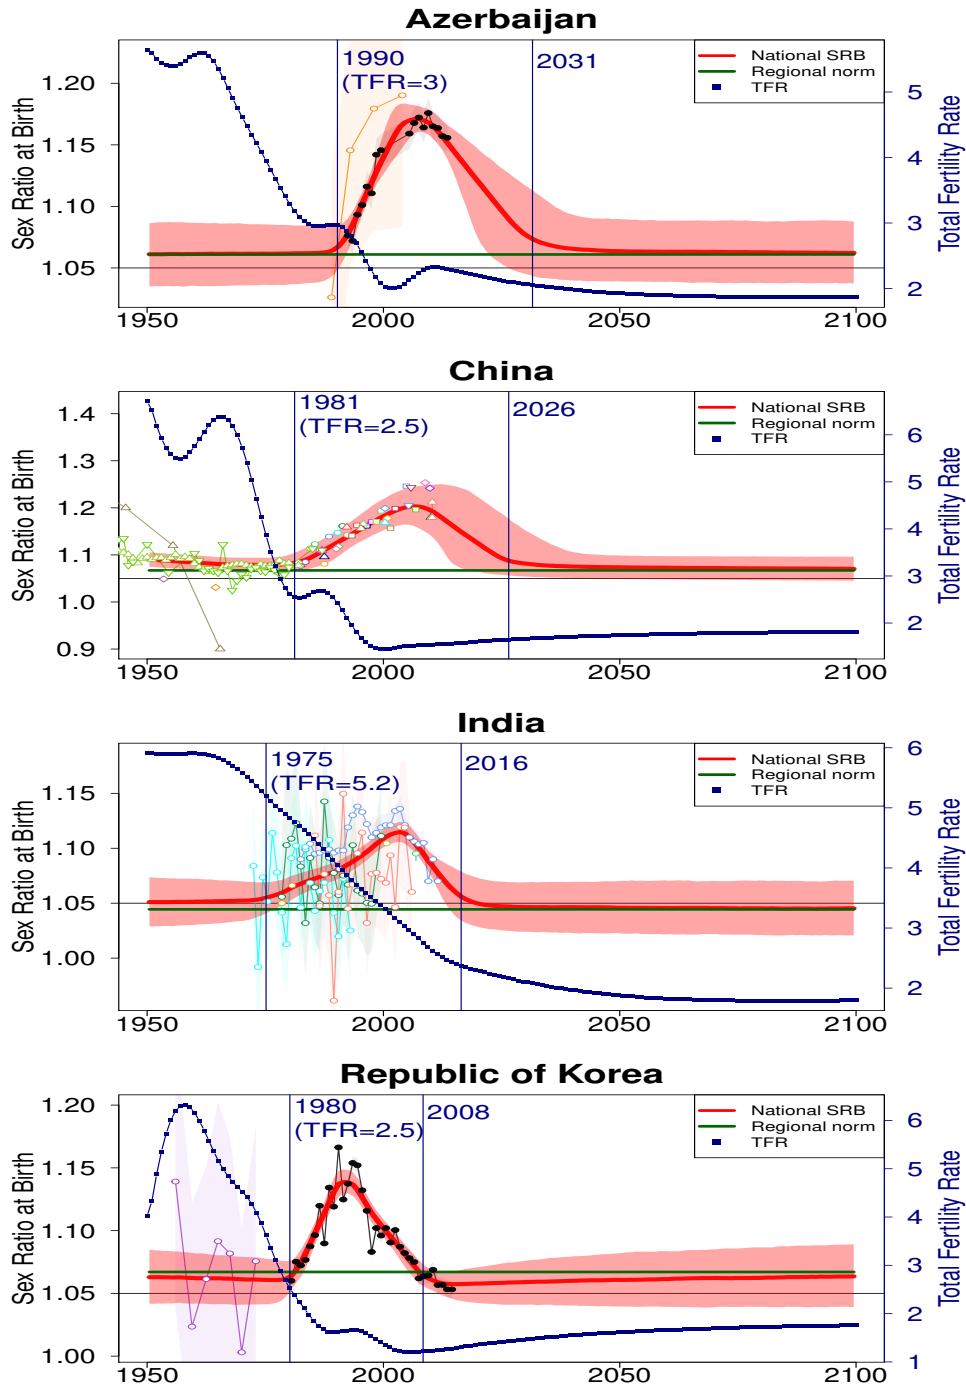 Azerbaijan
Sex Ratio at Birth
1.20
1.15
1.10
1.05
1990
(TFR=3)
2031
National SRB
Regional norm
TFR
5
4
3
2
Total Fertility Rate
1950
2000
2050
2100
China
Sex Ratio at Birth
1.4
1.3
1.2
1.1
1.0
0.9
1981
(TFR=2.5)
2026
National SRB
Regional norm
TFR
6
5
4
3
2
Total Fertility Rate
1950
2000
2050
2100
India
Sex Ratio at Birth
1.15
1.10
1.05
1.00
1975
(TFR=5.2)
2016
National SRB
Regional norm
TFR
6
5
4
3
2
Total Fertility Rate
1950
2000
2050
2100
Republic of Korea
Sex Ratio at Birth
1.20
1.15
1.10
1.05
1.00
1980
(TFR=2.5)
2008
National SRB
Regional norm
TFR
6
5
4
3
2
1
Total Fertility Rate
1950
2000
2050
2100